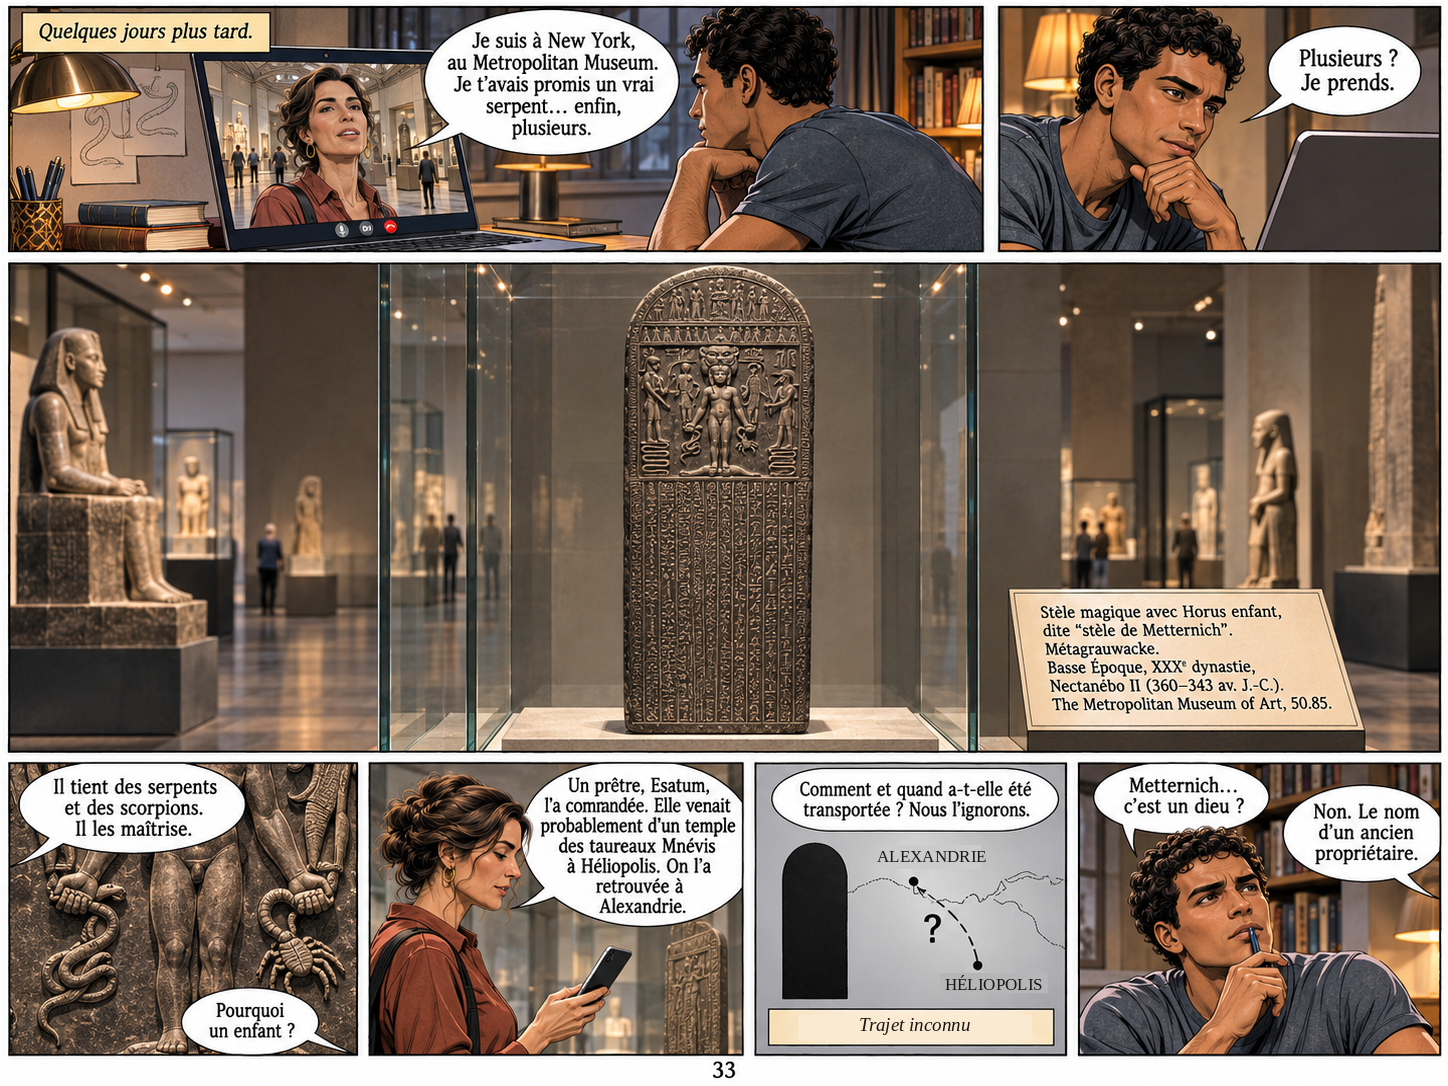 Quelques jours plus tard.
Je suis à New York,
au Metropolitan Museum.
Je t'avais promis un vrai
serpent… enfin,
plusieurs.
Plusieurs ?
Je prends.
Stèle magique avec Horus enfant,
dite “stèle de Metternich”.
Métagrauwacke.
Basse Époque, XXXᵉ dynastie,
Nectanébo II (360–343 av. J.-C.).
The Metropolitan Museum of Art, 50.85.
Il tient des serpents
et des scorpions.
Il les maîtrise.
Pourquoi
un enfant ?
Un prêtre, Esatum,
l'a commandée. Elle venait
probablement d'un temple
des taureaux Mnévis
à Héliopolis. On l'a
retrouvée à
Alexandrie.
Comment et quand a-t-elle été
transportée ? Nous l'ignorons.
ALEXANDRIE
?
HÉLIOPOLIS
Trajet inconnu
Metternich…
c'est un dieu ?
Non. Le nom
d'un ancien
propriétaire.
33